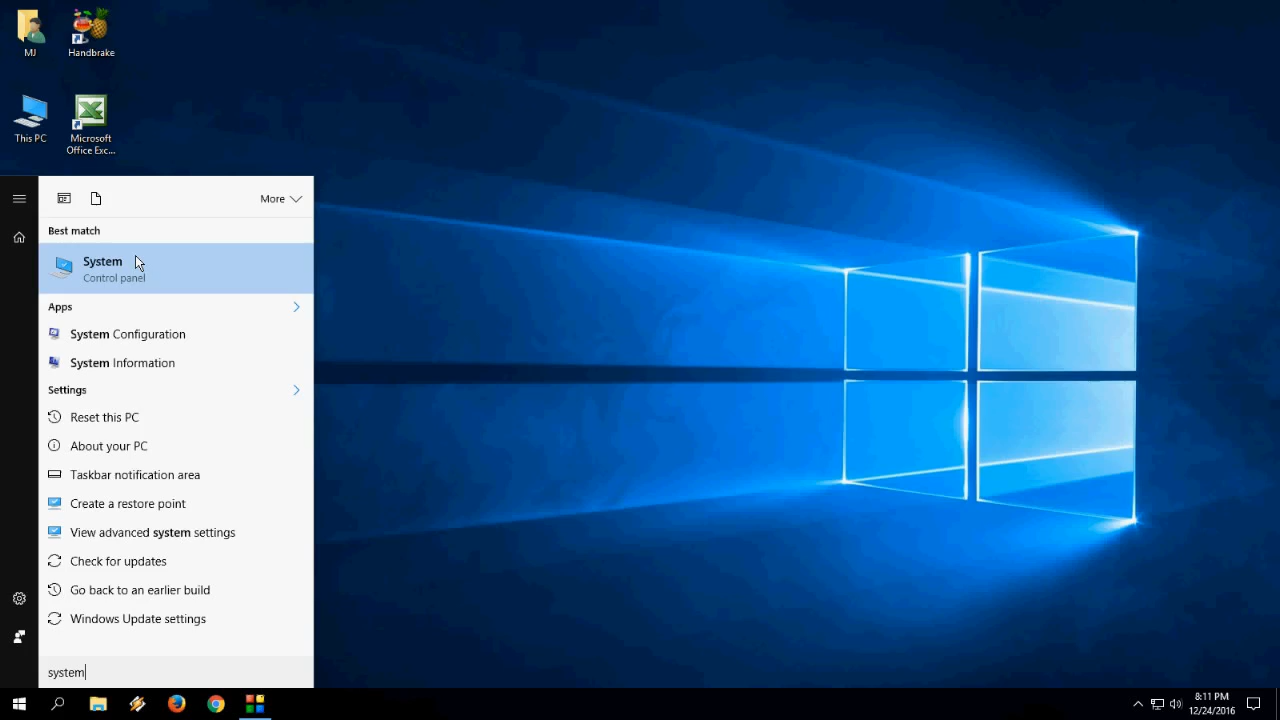 MJ
Handbrake
This PC
Microsoft
Office Exc...
More
Best match
System
Control panel
Apps
System Configuration
System Information
Settings
Reset this PC
About your PC
Taskbar notification area
Create a restore point
View advanced system settings
Check for updates
Go back to an earlier build
Windows Update settings
system
8:11 PM
12/24/2016